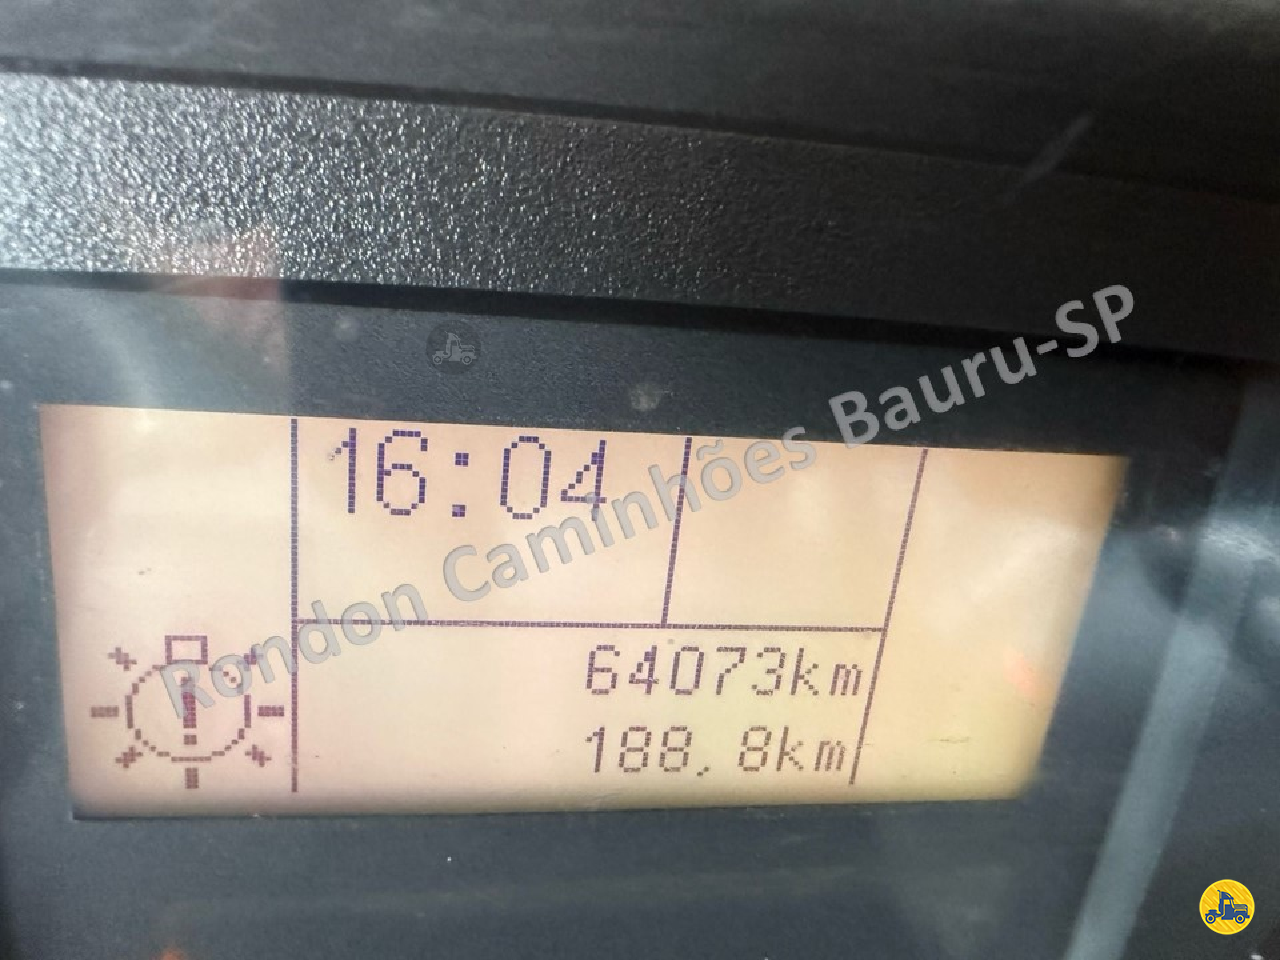 16:04
64073km
188,8km
Rondon Caminhões Bauru-SP